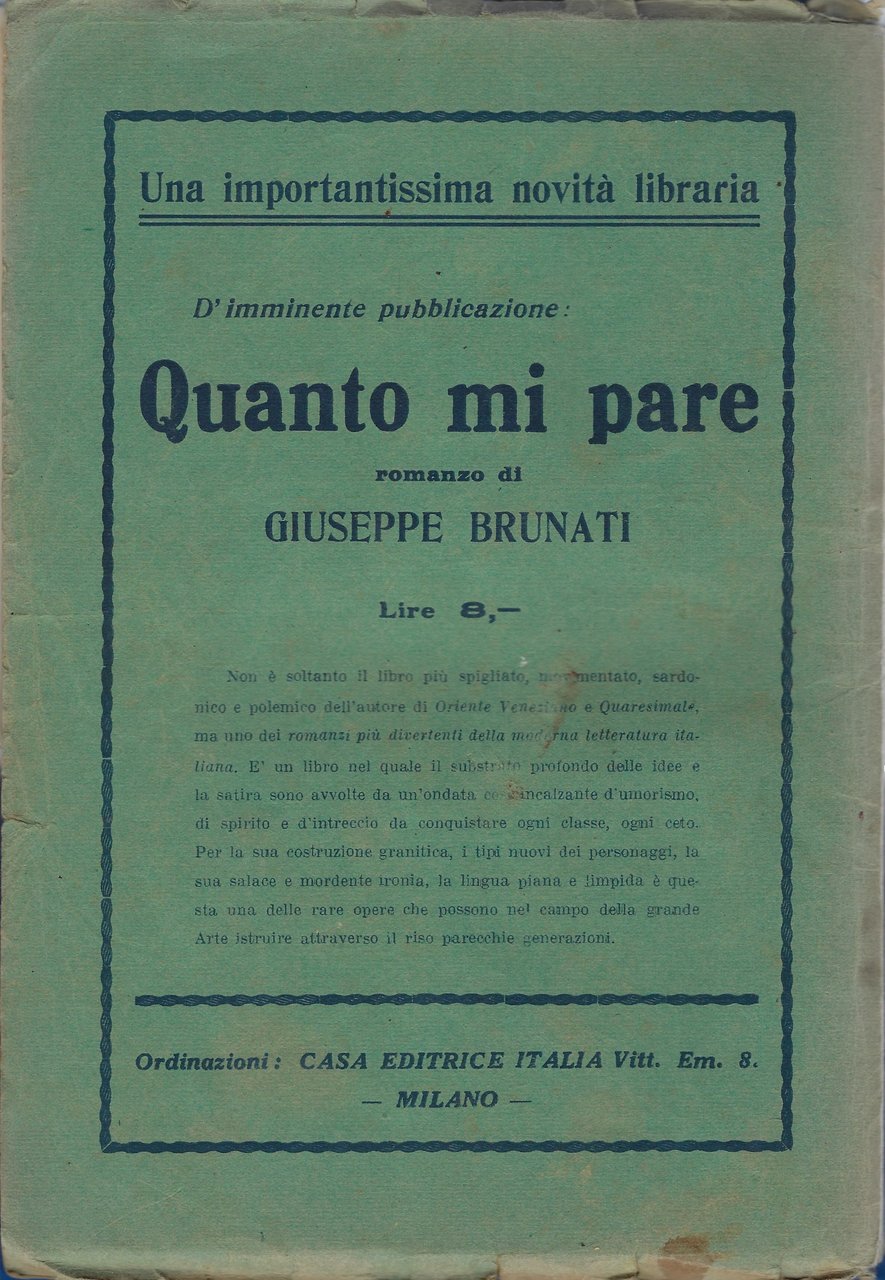 Una importantissima novità libraria
D' imminente pubblicazione:
Quanto mi pare
romanzo di
GIUSEPPE BRUNATI
Lire 8,—
Non è soltanto il libro più spigliato, movimentato, sardo-
nico e polemico dell'autore di Oriente Veneziano e Quaresimale,
ma uno dei romanzi più divertenti della moderna letteratura ita-
liana. E' un libro nel quale il substrato profondo delle idee e
la satira sono avvolte da un'ondata così incalzante d'umorismo,
di spirito e d'intreccio da conquistare ogni classe, ogni ceto.
Per la sua costruzione granitica, i tipi nuovi dei personaggi, la
sua salace e mordente ironia, la lingua piana e limpida è que-
sta una delle rare opere che possono nel campo della grande
Arte istruire attraverso il riso parecchie generazioni.
Ordinazioni: CASA EDITRICE ITALIA Vitt. Em. 8.
— MILANO —